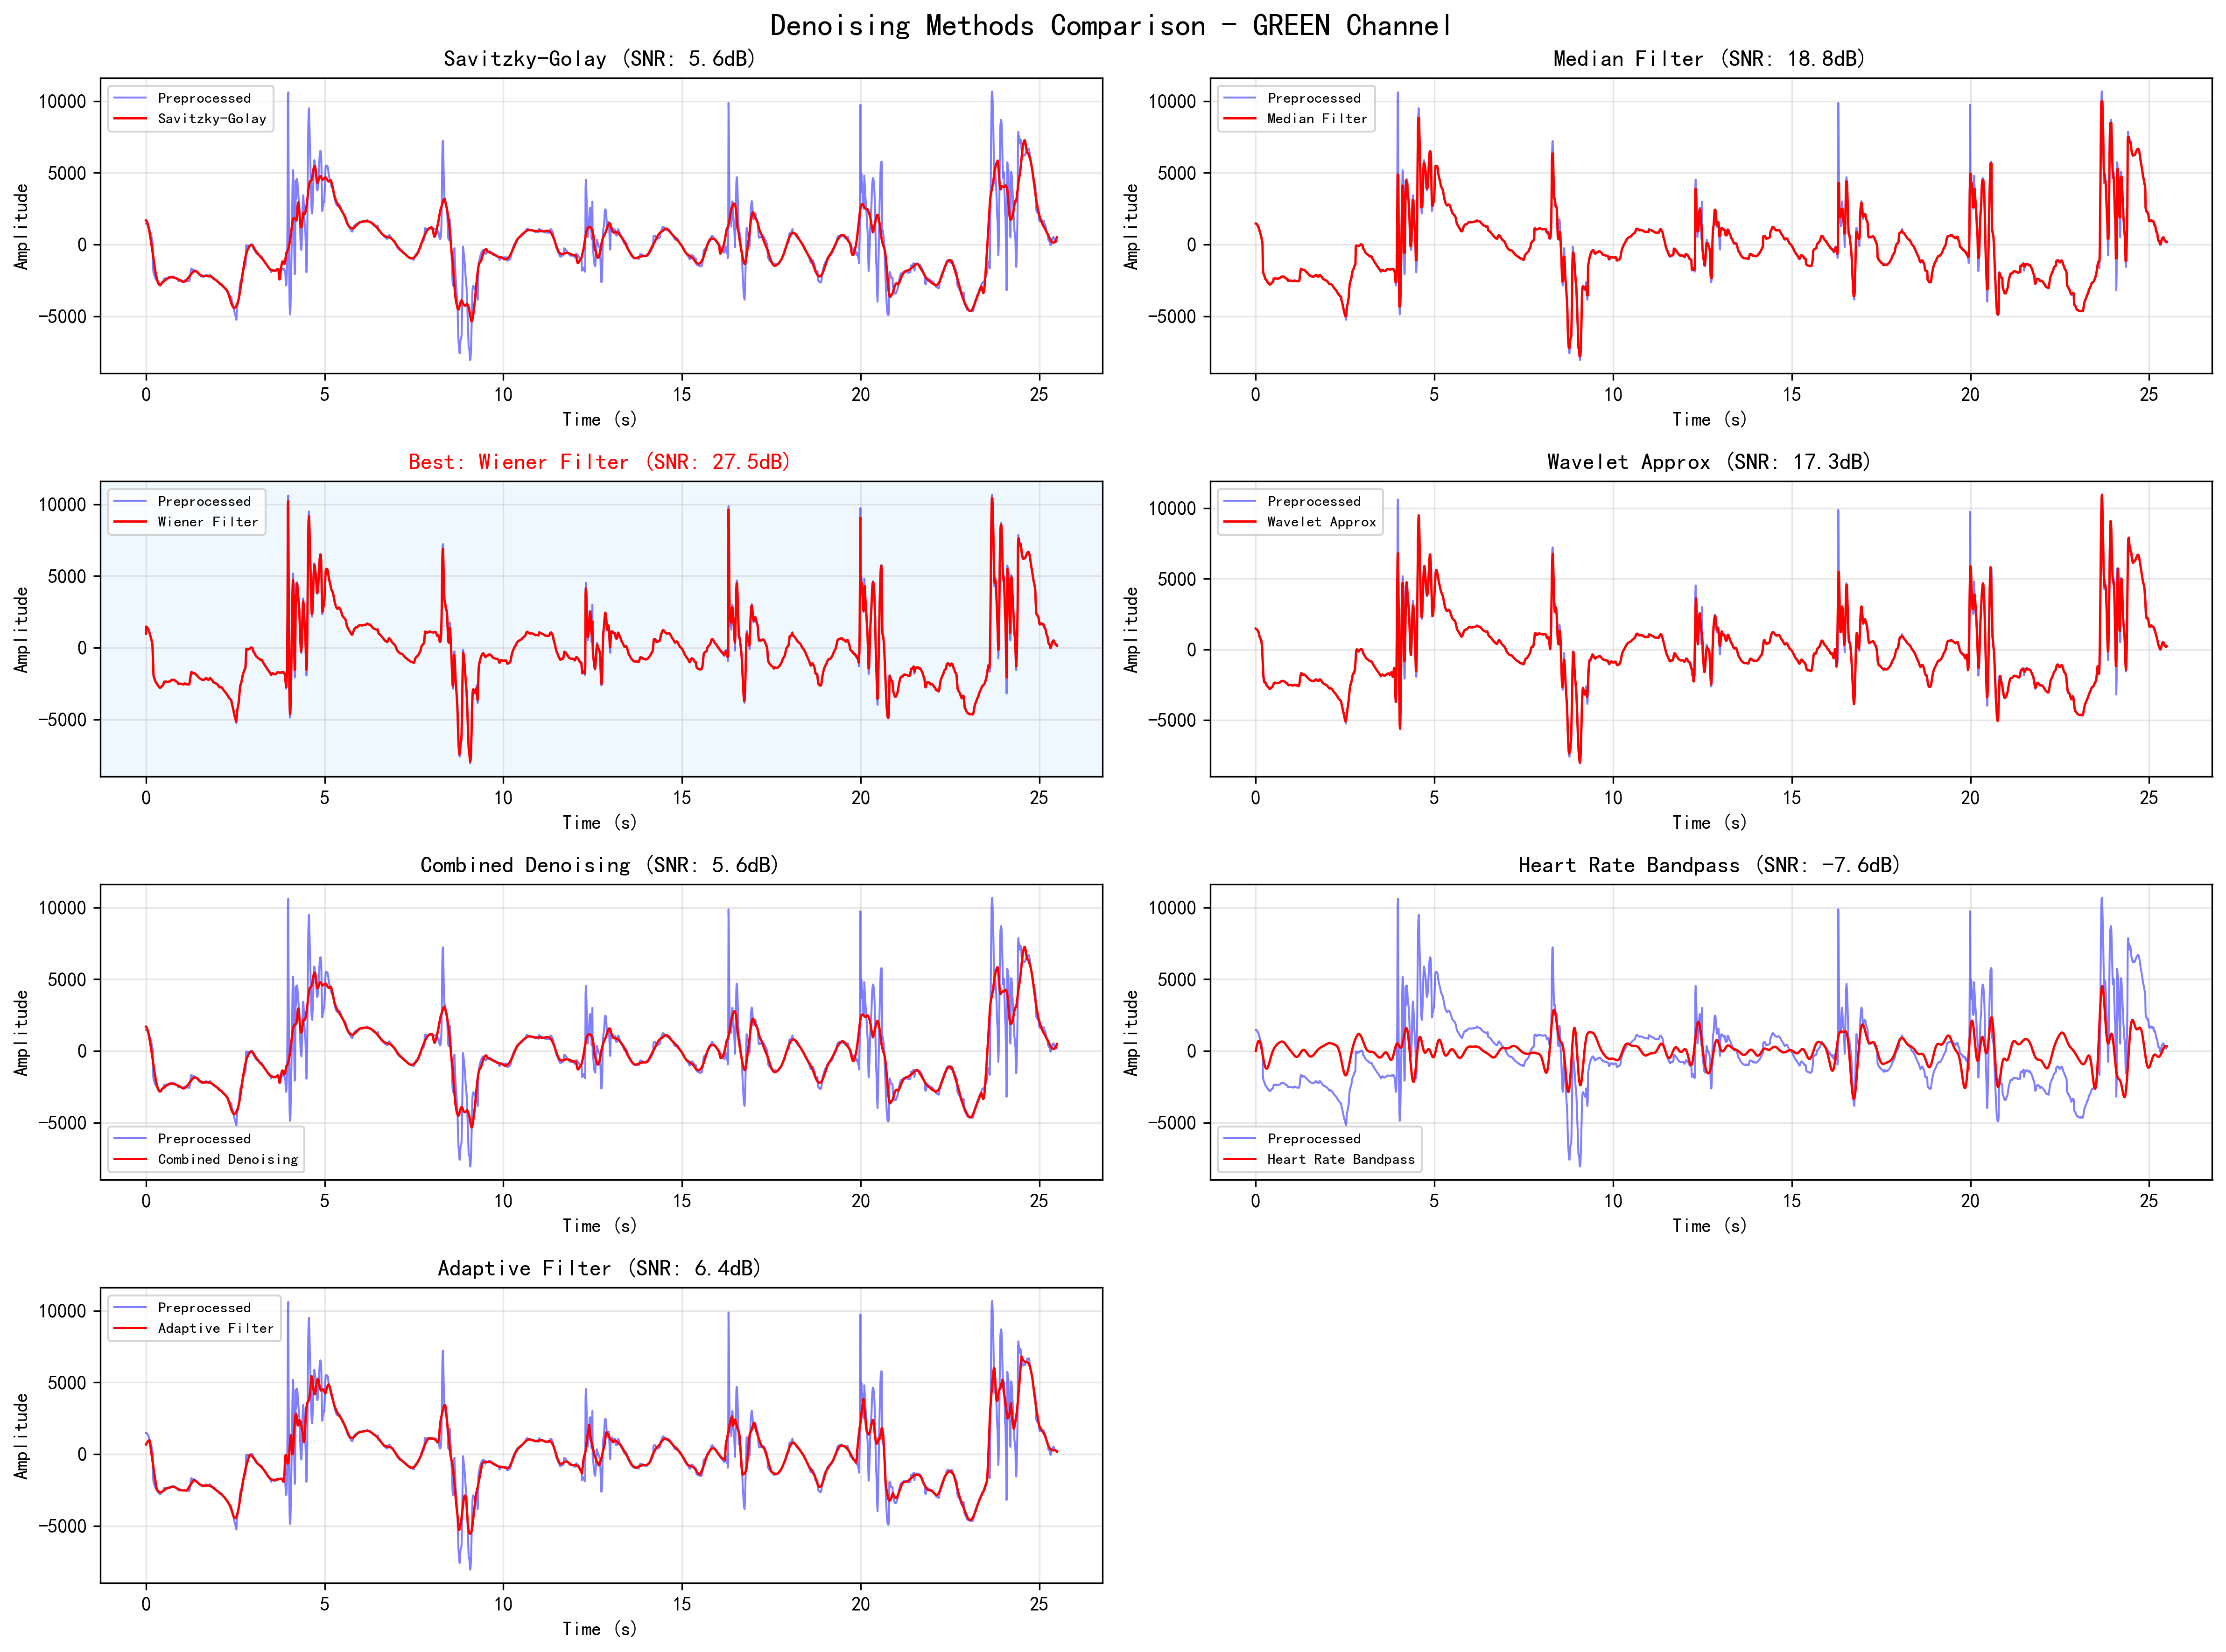 Denoising Methods Comparison - GREEN Channel
Savitzky-Golay (SNR: 5.6dB)
Preprocessed
Savitzky-Golay
10000
5000
0
−5000
Amplitude
0 5 10 15 20 25
Time (s)
Median Filter (SNR: 18.8dB)
Preprocessed
Median Filter
10000
5000
0
−5000
Amplitude
0 5 10 15 20 25
Time (s)
Best: Wiener Filter (SNR: 27.5dB)
Preprocessed
Wiener Filter
10000
5000
0
−5000
Amplitude
0 5 10 15 20 25
Time (s)
Wavelet Approx (SNR: 17.3dB)
Preprocessed
Wavelet Approx
10000
5000
0
−5000
Amplitude
0 5 10 15 20 25
Time (s)
Combined Denoising (SNR: 5.6dB)
10000
5000
0
−5000
Amplitude
Preprocessed
Combined Denoising
0 5 10 15 20 25
Time (s)
Heart Rate Bandpass (SNR: -7.6dB)
10000
5000
0
−5000
Amplitude
Preprocessed
Heart Rate Bandpass
0 5 10 15 20 25
Time (s)
Adaptive Filter (SNR: 6.4dB)
Preprocessed
Adaptive Filter
10000
5000
0
−5000
Amplitude
0 5 10 15 20 25
Time (s)